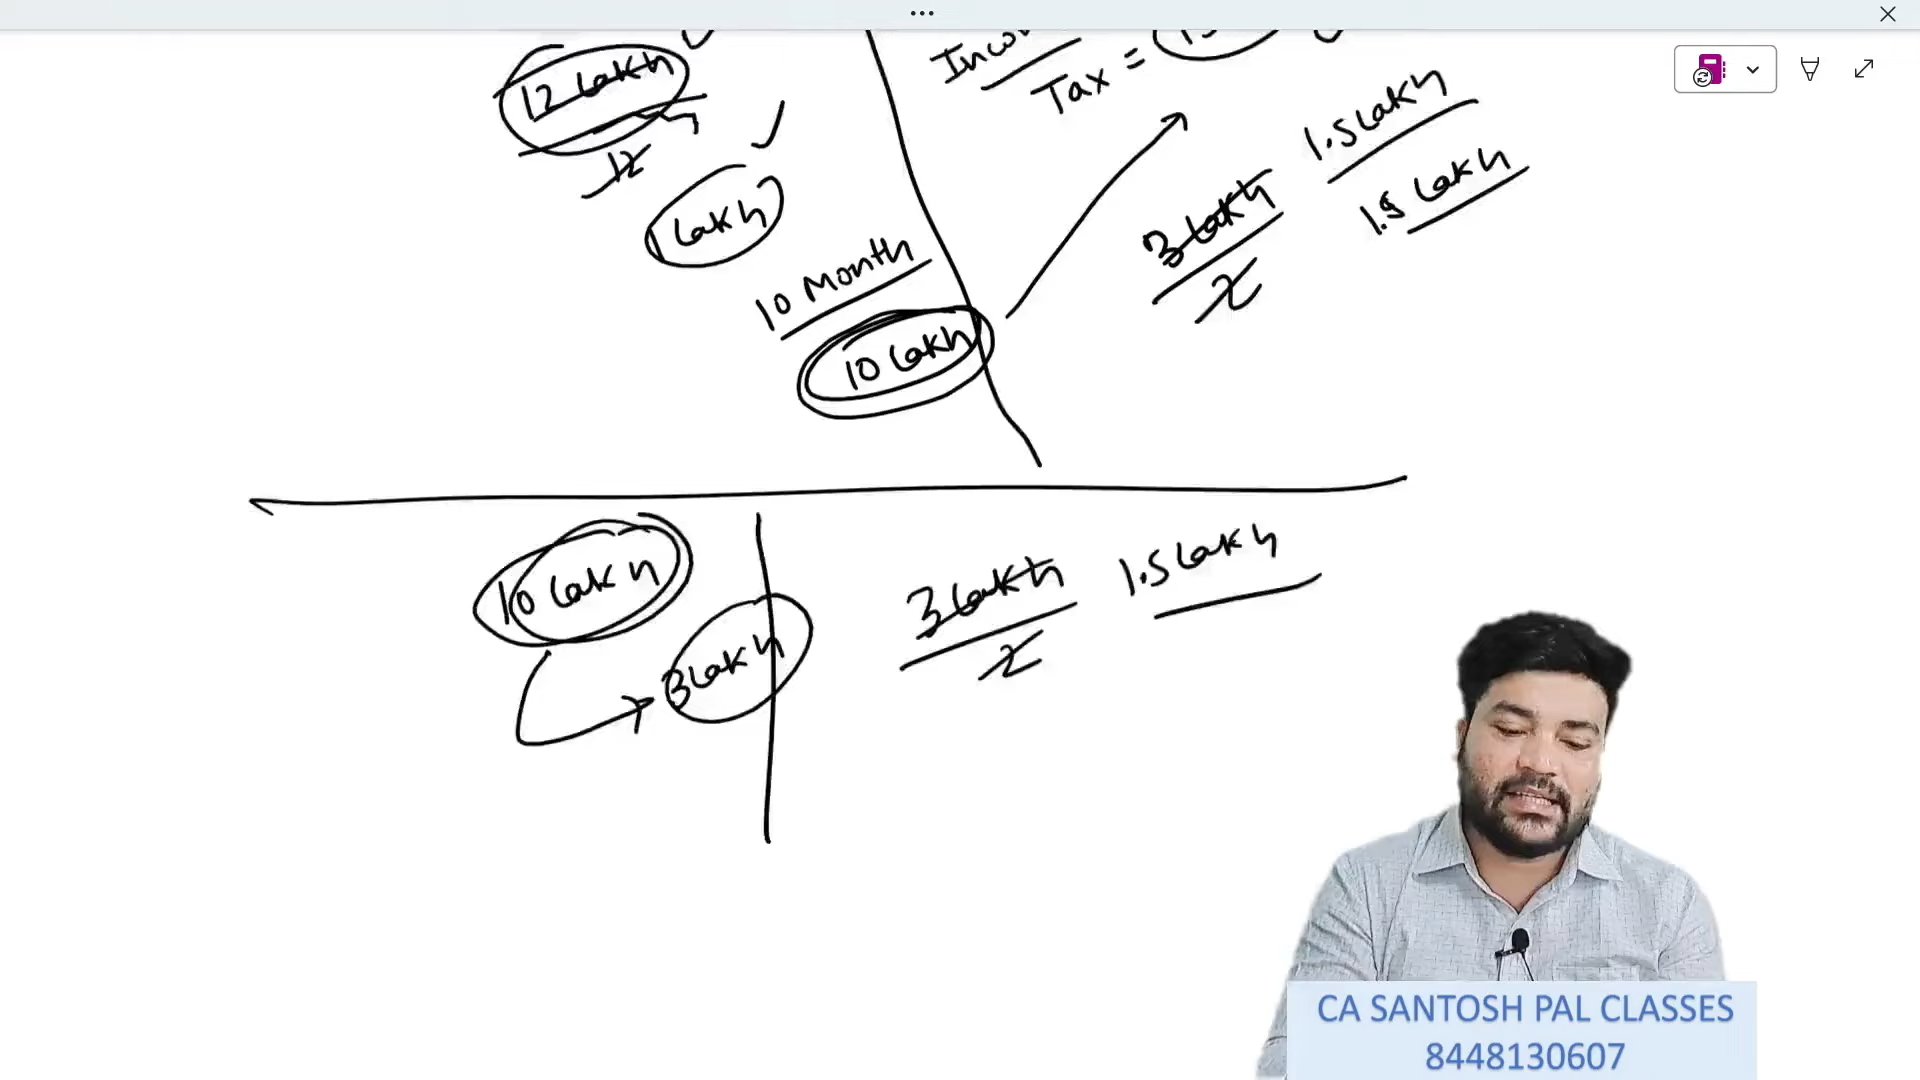 12 Lakh
12
1 Lakh
10 Month
10 Lakh
Tax =
1.5 Lakh
1.5 Lakh
3 Lakh
2
10 Lakh
3 Lakh
3 Lakh
2
1.5 Lakh
CA SANTOSH PAL CLASSES
8448130607